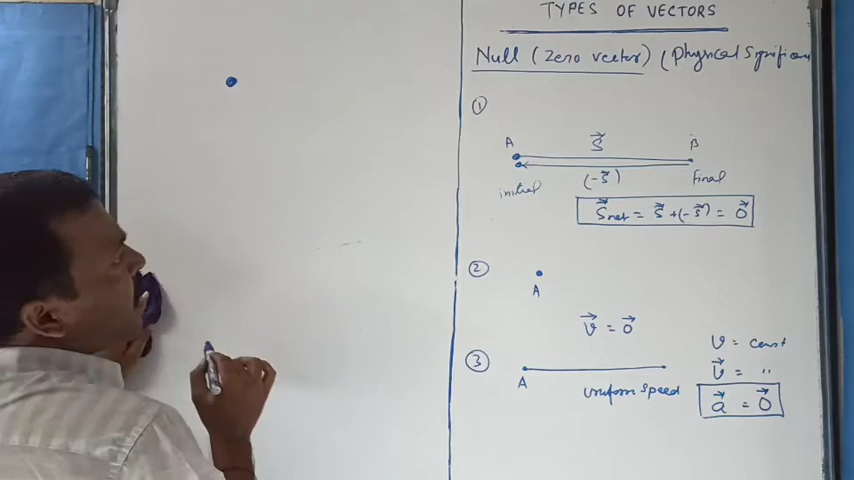 TYPES OF VECTORS
Null (Zero vector) (Physical Significan
①
A S⃗ B
initial (-S⃗) final
S⃗net = S⃗ + (-S⃗) = 0⃗
②
A
v⃗ = 0⃗
③
A uniform speed
v = const
v⃗ = "
a⃗ = 0⃗